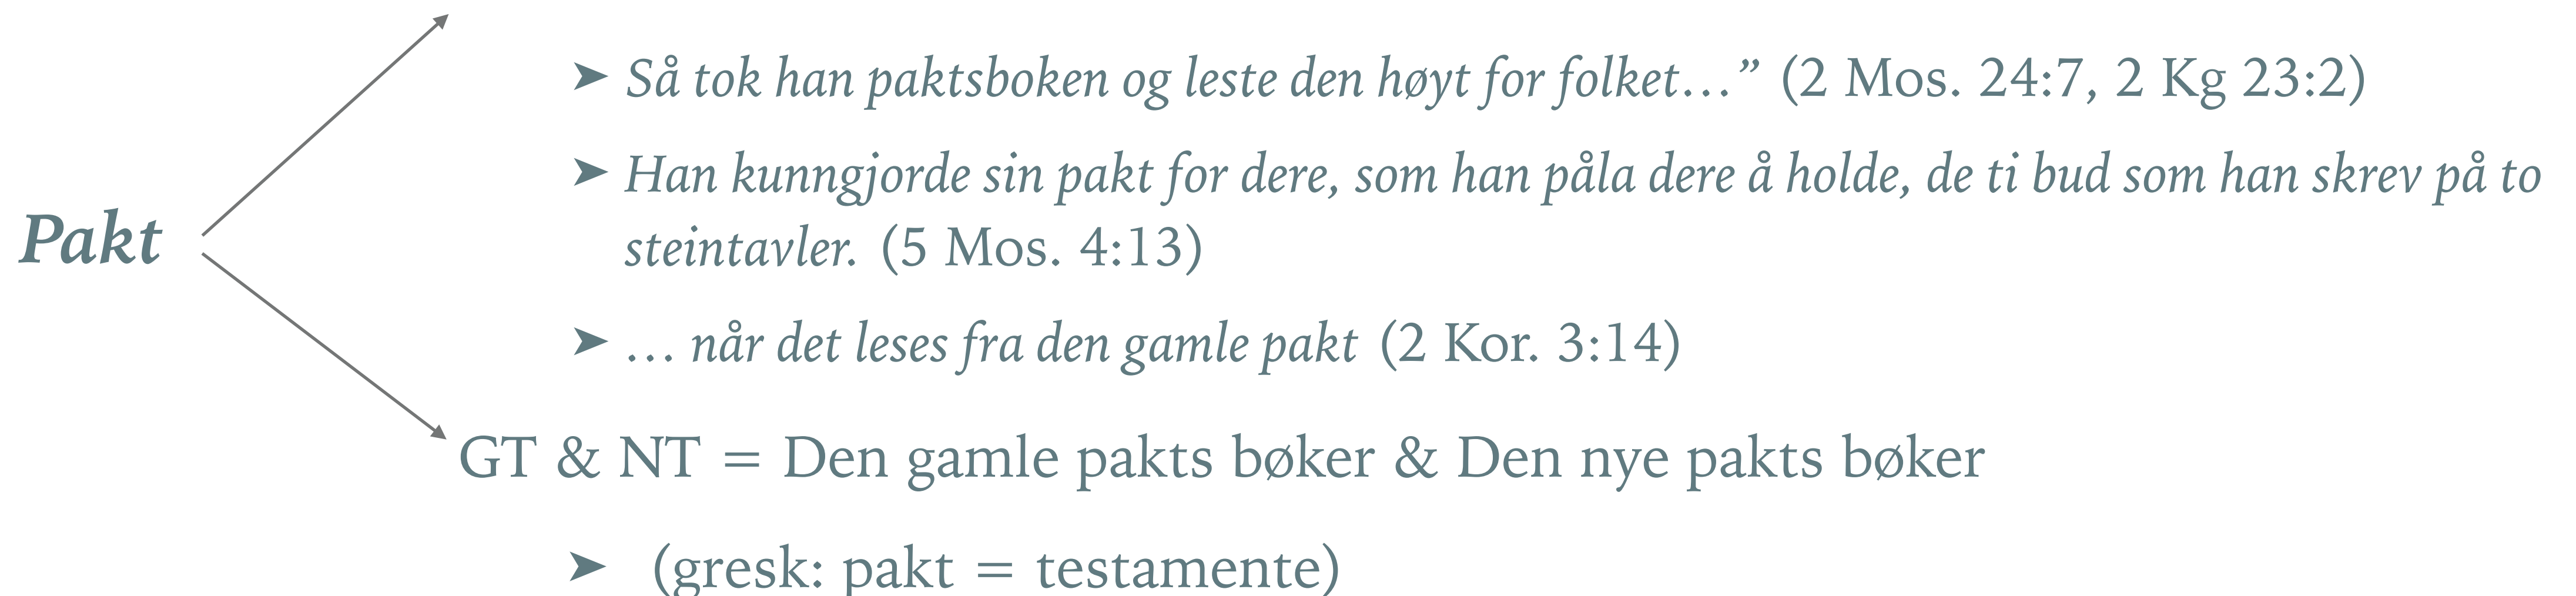 ➤ Så tok han paktsboken og leste den høyt for folket…” (2 Mos. 24:7, 2 Kg 23:2)
➤ Han kunngjorde sin pakt for dere, som han påla dere å holde, de ti bud som han skrev på to
steintavler. (5 Mos. 4:13)
Pakt
➤ … når det leses fra den gamle pakt (2 Kor. 3:14)
GT & NT = Den gamle pakts bøker & Den nye pakts bøker
➤ (gresk: pakt = testamente)